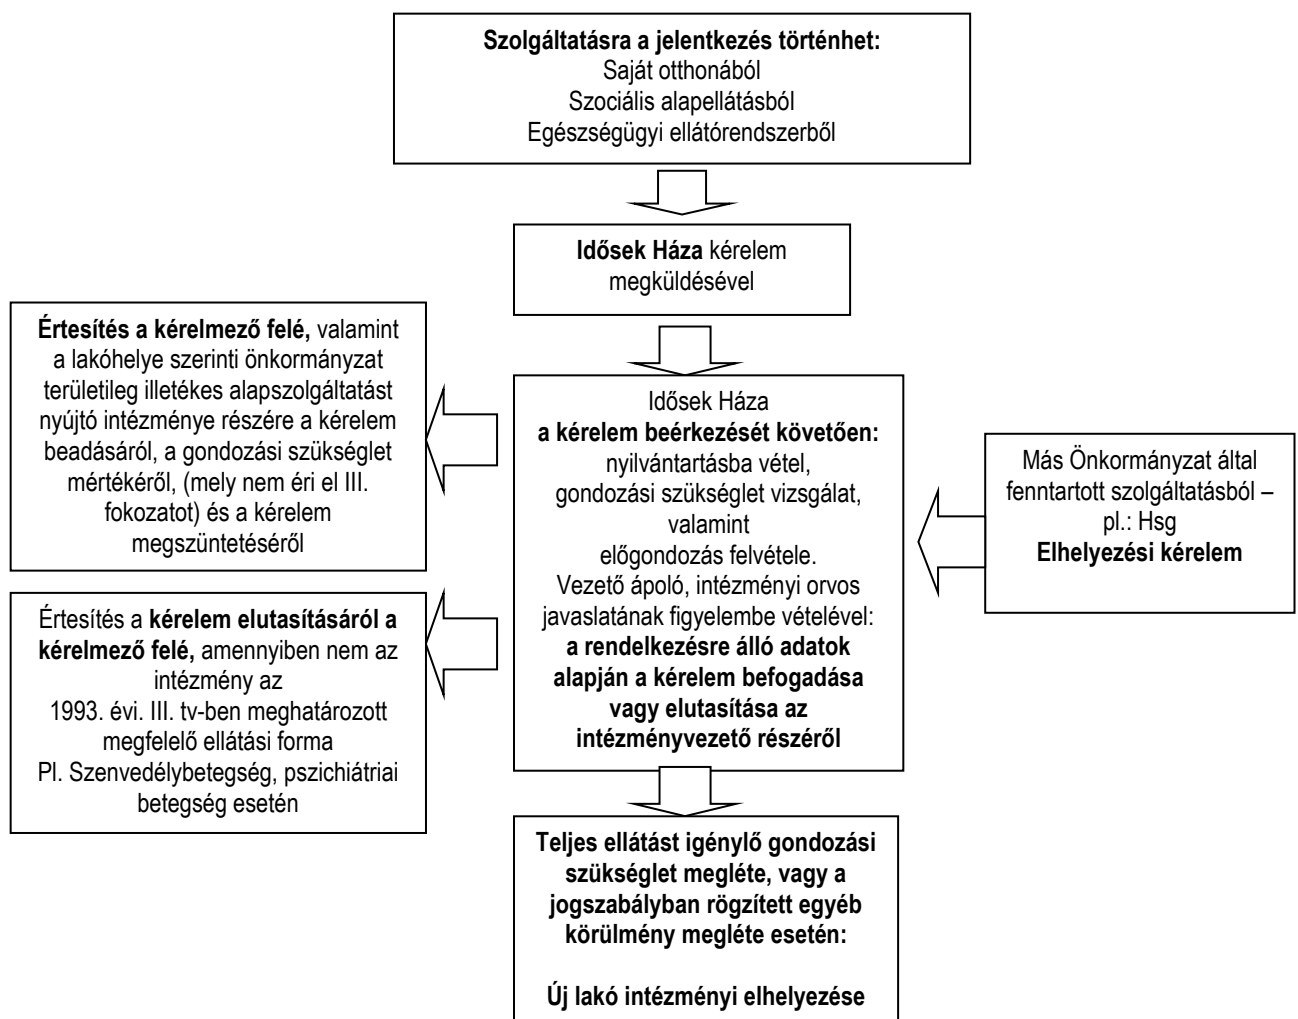 Szolgáltatásra a jelentkezés történhet:
Saját otthonából
Szociális alapellátásból
Egészségügyi ellátórendszerből
Idősek Háza kérelem
megküldésével
Értesítés a kérelmező felé, valamint
a lakóhelye szerinti önkormányzat
területileg illetékes alapszolgáltatást
nyújtó intézménye részére a kérelem
beadásáról, a gondozási szükséglet
mértékéről, (mely nem éri el III.
fokozatot) és a kérelem
megszüntetéséről
Idősek Háza
a kérelem beérkezését követően:
nyilvántartásba vétel,
gondozási szükséglet vizsgálat,
valamint
előgondozás felvétele.
Vezető ápoló, intézményi orvos
javaslatának figyelembe vételével:
a rendelkezésre álló adatok
alapján a kérelem befogadása
vagy elutasítása az
intézményvezető részéről
Más Önkormányzat által
fenntartott szolgáltatásból –
pl.: Hsg
Elhelyezési kérelem
Értesítés a kérelem elutasításáról a
kérelmező felé, amennyiben nem az
intézmény az
1993. évi. III. tv-ben meghatározott
megfelelő ellátási forma
Pl. Szenvedélybetegség, pszichiátriai
betegség esetén
Teljes ellátást igénylő gondozási
szükséglet megléte, vagy a
jogszabályban rögzített egyéb
körülmény megléte esetén:
Új lakó intézményi elhelyezése